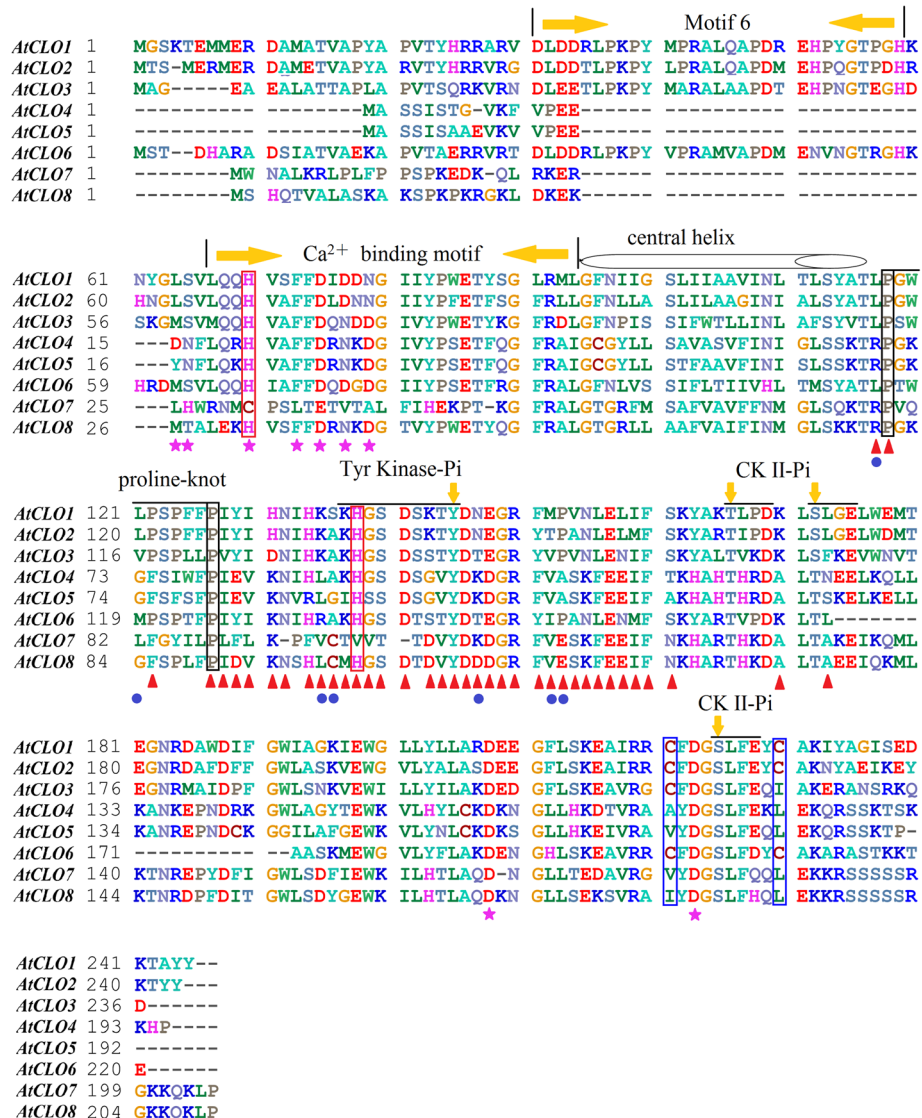 Motif 6
AtCLO1 1 MGSKTEMMER DAMATVAPYA PVTYHRRARV DLDDRLPKPY MPRALQAPDR EHPYGTPGHK
AtCLO2 1 MTS-MERMER DAMETVAPYA RVTYHRRVRG DLDDTLPKPY LPRALQAPDM EHPQGTPDHR
AtCLO3 1 MAG-----EA EALATTAPLA PVTSQRKVRN DLEETLPKPY MARALAAPDT EHPNGTEGHD
AtCLO4 1 ---------- ---------MA SSISTG-VKF VPEE------ ---------- ----------
AtCLO5 1 ---------- ---------MA SSISAAEVKV VPEE------ ---------- ----------
AtCLO6 1 MST--DHARA DSIATVAEKA PVTAERRVRT DLDDRLPKPY VPRAMVAPDM ENVNGTRGHK
AtCLO7 1 --------MW NALKRLPLFP PSPKEDK-QL RKER------ ---------- ----------
AtCLO8 1 --------MS HQTVALASKA KSPKPKRGKL DKEK------ ---------- ----------
Ca2+ binding motif central helix
AtCLO1 61 NYGLSVLQQH VSFFDIDDNG IIYPWETYSG LRMLGFNIIG SLIIAAVINL TLSYATLPGW
AtCLO2 60 HNGLSVLQQH VAFFDLDDNG IIYPFETFSG FRLLGFNLLA SLILAAGINI ALSYATLPGW
AtCLO3 56 SKGMSVMQQH VAFFDQNDDG IVYPWETYKG FRDLGFNPIS SIFWTLLINL AFSYVTLPSW
AtCLO4 15 ---DNFLQRH VAFFDRNKDG IVYPSETFQG FRAIGCGYLL SAVASVFINI GLSSKTRPGK
AtCLO5 16 ---YNFLQKH VAFFDRNKDG IVYPSETFQG FRAIGCGYLL SAFAAVFINI SLSSKTRPGK
AtCLO6 59 HRDMSVLQQH IAFFDQDGDG IIYPSETFRG FRALGFNLVS SIFLTIIVHL TMSYATLPTW
AtCLO7 25 ---LHWRNMC PSLTETVTAL FIHEKPT-KG FRALGTGRFM SAFVAVFFNM SLSQKTRPVQ
AtCLO8 26 ---MTALEKH VSFFDRNKDG TVYPWETYQG FRALGTGRLL AAFVAIFINM GLSKKTRPGK
proline-knot Tyr Kinase-Pi CK II-Pi
AtCLO1 121 LPSPFFPIYI HNIHKSKHGS DSKTYDNEGR FMPVNLELIF SKYAKTLPDK LSLGELWEMT
AtCLO2 120 LPSPFFPIYI HNIHKAKHGS DSKTYDNEGR YTPANLELMF SKYARTIPDK LSLGELWDMT
AtCLO3 116 VPSPLLPVYI DNIHKAKHGS DSSTYDTEGR YVPVNLENIF SKYALTVKDK LSFKEVWNVT
AtCLO4 73 GFSIWFPIEV KNIHLAKHGS DSGVYDKDGR FVASKFEEIF TKHAHTHRDA LTNEELKQLL
AtCLO5 74 GFSFSFPIEV KNVRLGIHSS DSGVYDKDGR FVASKFEEIF AKHAHTHRDA LTSKELKELL
AtCLO6 119 MPSPTFPIYI HNIHRAKHGS DSKTYDTEGR YIPANLENMF SKYARTVPDK LTL-------
AtCLO7 82 LFGYILPLFL K-PFVCTVVT -TDVYDKDGR FVESKFEEIF NKHARTHKDA LTAKEIKQML
AtCLO8 84 GFSPLFPIDV KNSHLCMHGS DTDVYDDDGR FVESKFEEIF NKHARTHKDA LTAEEIQKML
CK II-Pi
AtCLO1 181 EGNRDAWDIF GWIAGKIEWG LLYLLARDEE GFLSKEAIRR CFDGSLFEYC AKIYAGISED
AtCLO2 180 EGNRDAFDFF GWLASKVEWG VLYALASDEE GFLSKEAIRR CFDGSLFEYC AKNYAEIKEY
AtCLO3 176 EGNRMAIDPF GWLSNKVEWI LLYILAKDED GFLSKEAVRG CFDGSLFEQI AKERANSRKQ
AtCLO4 133 KANKEPNDRK GWLAGYTEWK VLHYLCKDKN GLLHKDTVRA AYDGSLFEKL EKQRSSKTSK
AtCLO5 134 KANREPNDCK GGILAFGEWK VLYNLCKDKS GLLHKEIVRA VYDGSLFEQL EKQRSSKTP-
AtCLO6 171 ---------- ---AASKMEWG VLYFLAKDEN GHLSKEAVRR CFDGSLFDYC AKARASTKKT
AtCLO7 140 KTNREPYDFI GWLSDFIEWK ILHTLAQD-N GLLTEDAVRG VYDGSLFQQL EKKRSSSSSR
AtCLO8 144 KTNRDPFDIT GWLSDYGEWK ILHTLAQDKN GLLSEKSVRA IYDGSLFHQL EKKRSSSSSR
AtCLO1 241 KTAYY--
AtCLO2 240 KTYY---
AtCLO3 236 D------
AtCLO4 193 KHP----
AtCLO5 192 -------
AtCLO6 220 E------
AtCLO7 199 GKKQKLP
AtCLO8 204 GKKQKLP